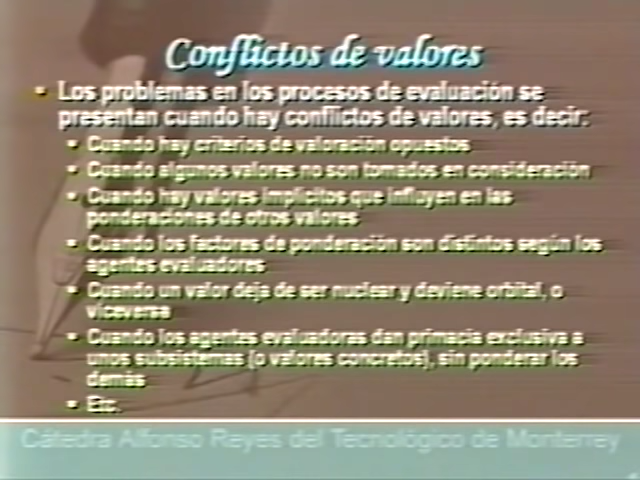 Conflictos de valores
• Los problemas en los procesos de evaluación se
presentan cuando hay conflictos de valores, es decir:
• Cuando hay criterios de valoración opuestos
• Cuando algunos valores no son tomados en consideración
• Cuando hay valores implícitos que influyen en las
ponderaciones de otros valores
• Cuando los factores de ponderación son distintos según los
agentes evaluadores
• Cuando un valor deja de ser nuclear y deviene orbital, o
viceversa
• Cuando los agentes evaluadoras dan primacía exclusiva a
unos subsistemas (o valores concretos), sin ponderar los
demás
• Etc.
Cátedra Alfonso Reyes del Tecnológico de Monterrey